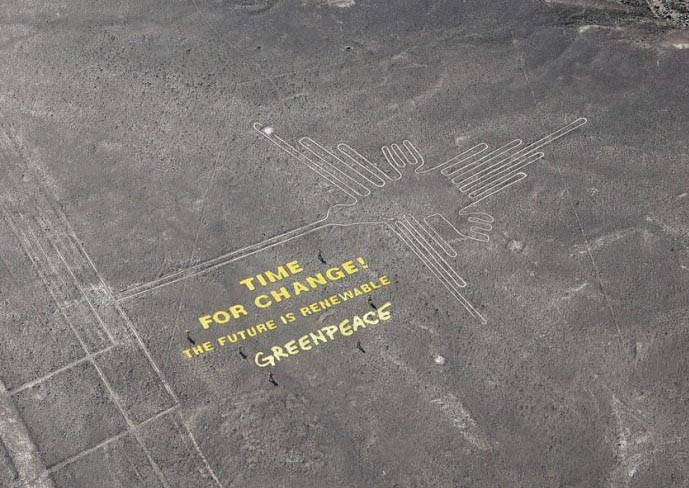 TIME
FOR CHANGE!
THE FUTURE IS RENEWABLE
GREENPEACE